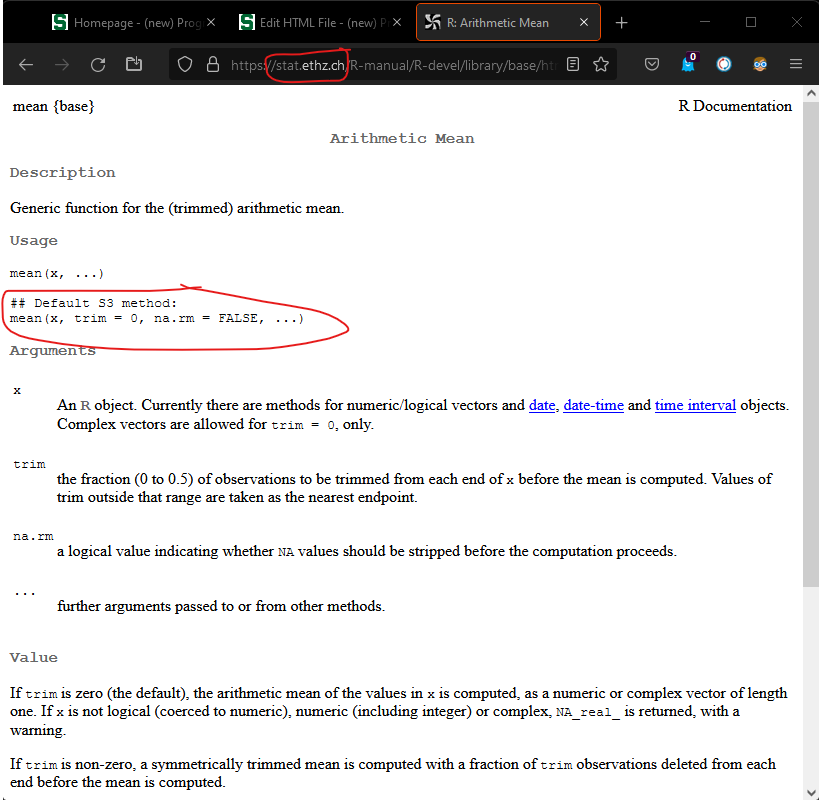 Homepage - (new) Prog
Edit HTML File - (new) P
R: Arithmetic Mean
https://stat.ethz.ch/R-manual/R-devel/library/base/ht
0
mean {base}
R Documentation
Arithmetic Mean
Description
Generic function for the (trimmed) arithmetic mean.
Usage
mean(x, ...)
## Default S3 method:
mean(x, trim = 0, na.rm = FALSE, ...)
Arguments
x
An R object. Currently there are methods for numeric/logical vectors and date, date-time and time interval objects.
Complex vectors are allowed for trim = 0, only.
trim
the fraction (0 to 0.5) of observations to be trimmed from each end of x before the mean is computed. Values of
trim outside that range are taken as the nearest endpoint.
na.rm
a logical value indicating whether NA values should be stripped before the computation proceeds.
...
further arguments passed to or from other methods.
Value
If trim is zero (the default), the arithmetic mean of the values in x is computed, as a numeric or complex vector of length
one. If x is not logical (coerced to numeric), numeric (including integer) or complex, NA_real_ is returned, with a
warning.
If trim is non-zero, a symmetrically trimmed mean is computed with a fraction of trim observations deleted from each
end before the mean is computed.